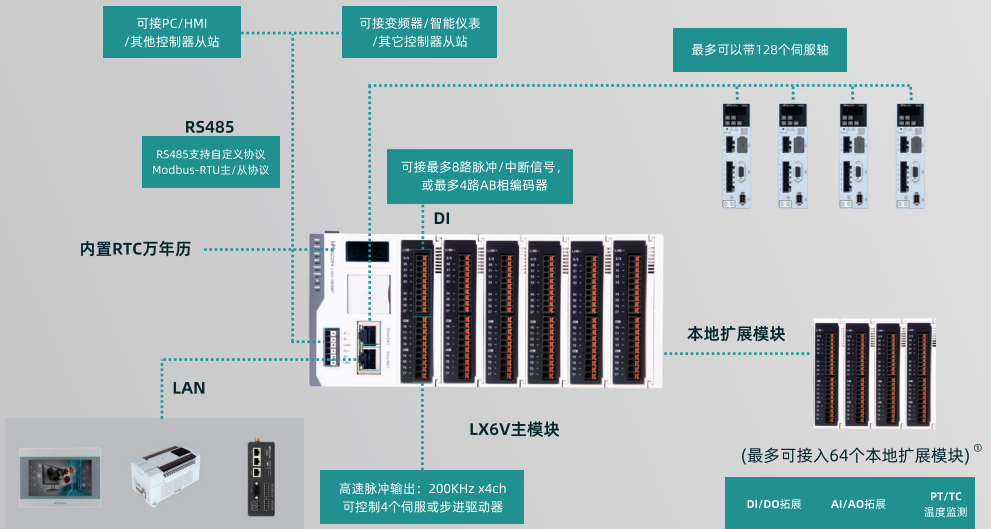 可接PC/HMI
/其他控制器从站
可接变频器/智能仪表
/其它控制器从站
最多可以带128个伺服轴
RS485
RS485支持自定义协议
Modbus-RTU主/从协议
可接最多8路脉冲/中断信号，
或最多4路AB相编码器
DI
内置RTC万年历
本地扩展模块
LAN
LX6V主模块
(最多可接入64个本地扩展模块)①
高速脉冲输出：200KHz x4ch
可控制4个伺服或步进驱动器
DI/DO拓展
AI/AO拓展
PT/TC
温度监测